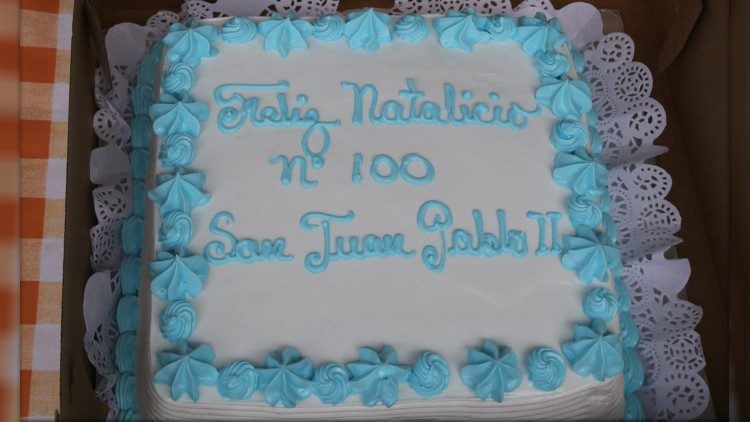 Feliz Natalicio
n° 100
San Juan Pablo II